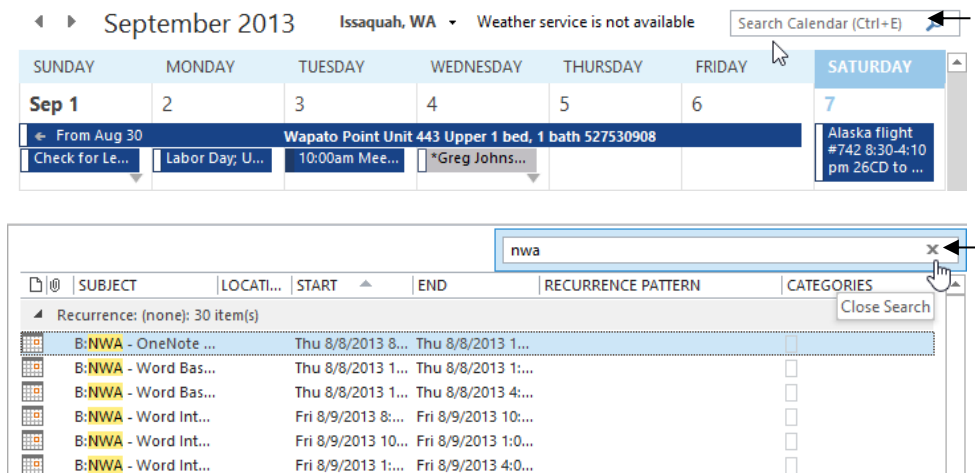 September 2013 Issaquah, WA Weather service is not available Search Calendar (Ctrl+E)
SUNDAY MONDAY TUESDAY WEDNESDAY THURSDAY FRIDAY SATURDAY
Sep 1 2 3 4 5 6 7
← From Aug 30 Wapato Point Unit 443 Upper 1 bed, 1 bath 527530908
Check for Le... Labor Day; U... 10:00am Mee... *Greg Johns...
Alaska flight
#742 8:30-4:10
pm 26CD to ...
nwa
SUBJECT LOCATI... START END RECURRENCE PATTERN CATEGORIES
Close Search
Recurrence: (none): 30 item(s)
B:NWA - OneNote ... Thu 8/8/2013 8... Thu 8/8/2013 1...
B:NWA - Word Bas... Thu 8/8/2013 1... Thu 8/8/2013 1:...
B:NWA - Word Bas... Thu 8/8/2013 1... Thu 8/8/2013 4:...
B:NWA - Word Int... Fri 8/9/2013 8:... Fri 8/9/2013 10:...
B:NWA - Word Int... Fri 8/9/2013 10... Fri 8/9/2013 1:0...
B:NWA - Word Int... Fri 8/9/2013 1:... Fri 8/9/2013 4:0...